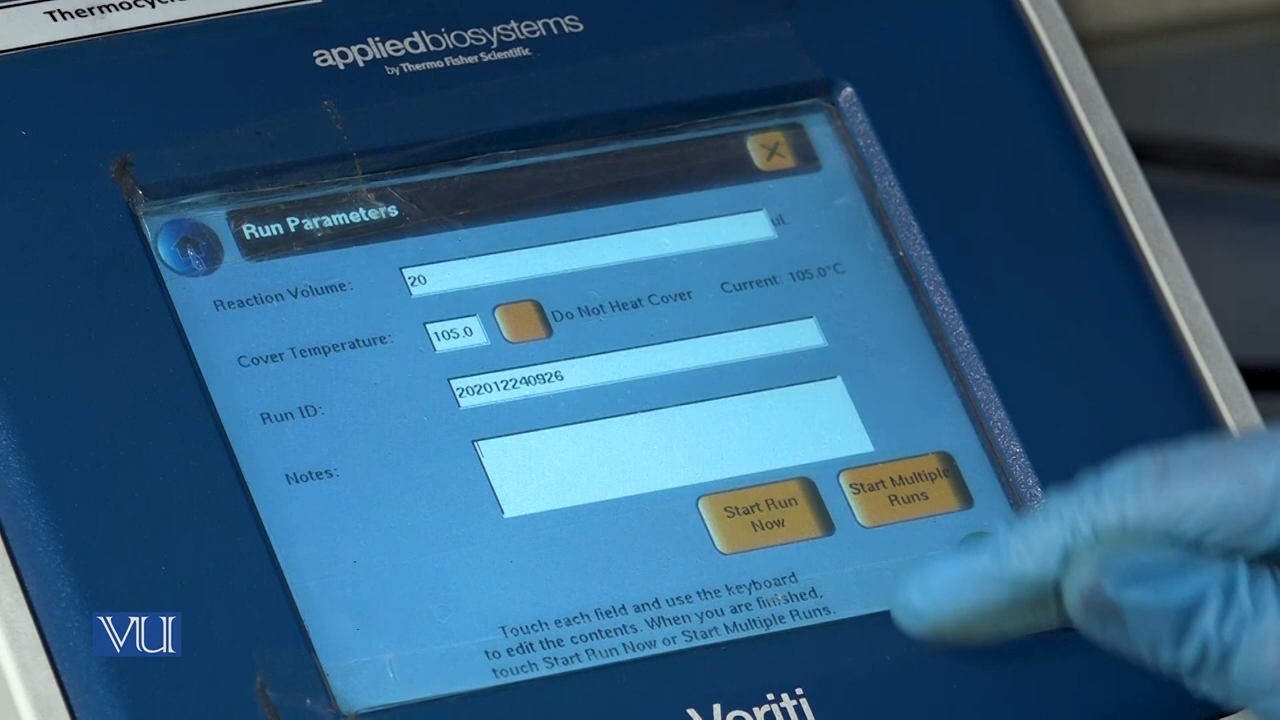 appliedbiosystems
by Thermo Fisher Scientific
Run Parameters
Reaction Volume: 20 uL
Cover Temperature: 105.0 Do Not Heat Cover Current: 105.0°C
Run ID: 202012240926
Notes:
Start Run
Now
Start Multiple
Runs
Touch each field and use the keyboard
to edit the contents. When you are finished,
touch Start Run Now or Start Multiple Runs.
VU
Veriti